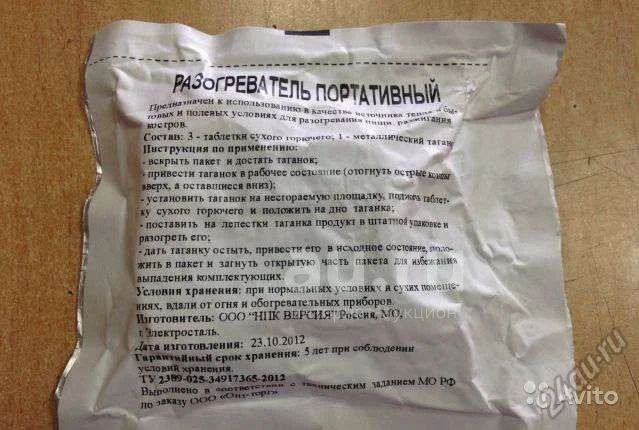 РАЗОГРЕВАТЕЛЬ ПОРТАТИВНЫЙ
Предназначен к использованию в качестве источника тепла в бы-
товых и полевых условиях для разогревания пищи, разжигания
костров.
Состав: 3 - таблетки сухого горючего; 1 - металлический таган
Инструкция по применению:
- вскрыть пакет и достать таганок;
- привести таганок в рабочее состояние (отогнуть острые концы
вверх, а оставшиеся вниз);
- установить таганок на несгораемую площадку, поджечь таблет-
ку сухого горючего и положить на дно таганка;
- поставить на лепестки таганка продукт в штатной упаковке и
разогреть его;
- дать таганку остыть, привести его в исходное состояние, поло-
жить в пакет и загнуть открытую часть пакета для избежания
выпадения комплектующих.
Условия хранения: при нормальных условиях и сухих помеще-
ниях, вдали от огня и обогревательных приборов.
Изготовитель: ООО "НПК ВЕРСИЯ" Россия, МО,
г. Электросталь.
Дата изготовления: 23.10.2012
Гарантийный срок хранения: 5 лет при соблюдении
условий хранения.
ТУ 2389-025-34917365-2012
Выполнено в соответствии с техническим заданием МО РФ
по заказу ООО «Опт-торг»
24au.ru
Avito